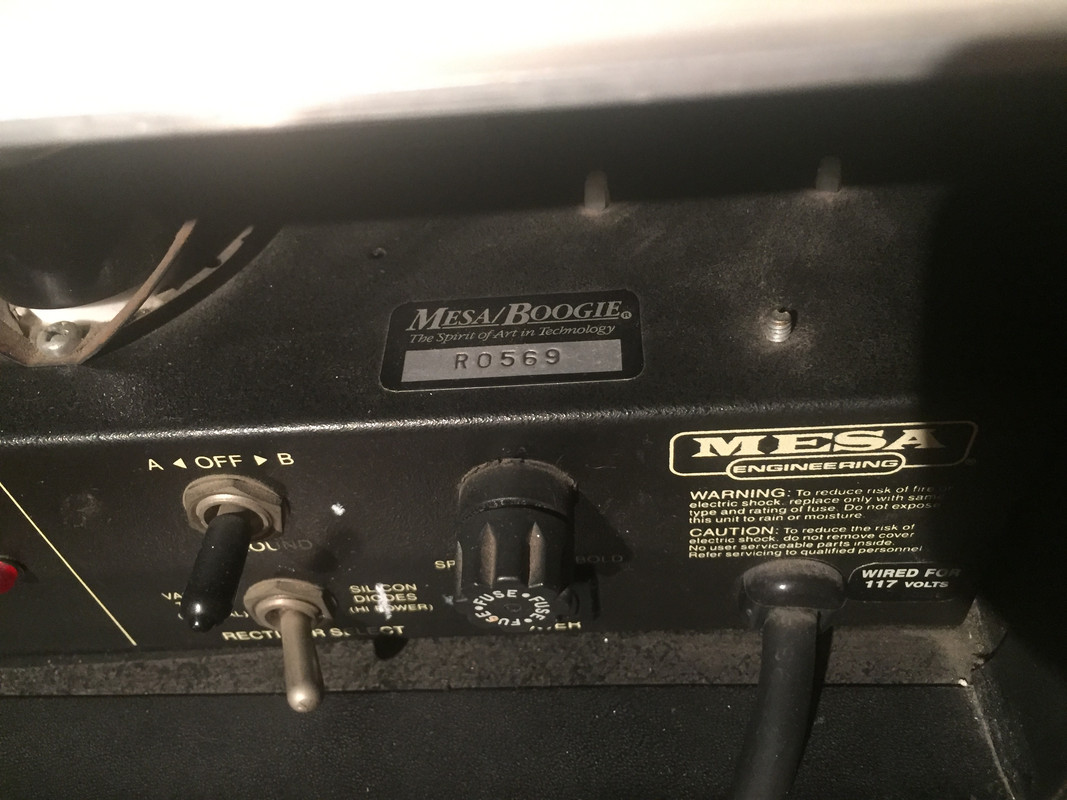 MESA/BOOGIE®
The Spirit of Art in Technology
R0569
A ◄ OFF ► B
MESA
ENGINEERING
WARNING: To reduce risk of fire
electric shock, replace only with
type and rating of fuse. Do not expose
this unit to rain or moisture.
CAUTION: To reduce the risk of
electric shock, do not remove cover
No user serviceable parts inside.
Refer servicing to qualified personnel
BOLD
SILICON
DIODES
(HI POWER)
SELECT
FUSE FUSE FUSE
WIRED FOR
117 VOLTS